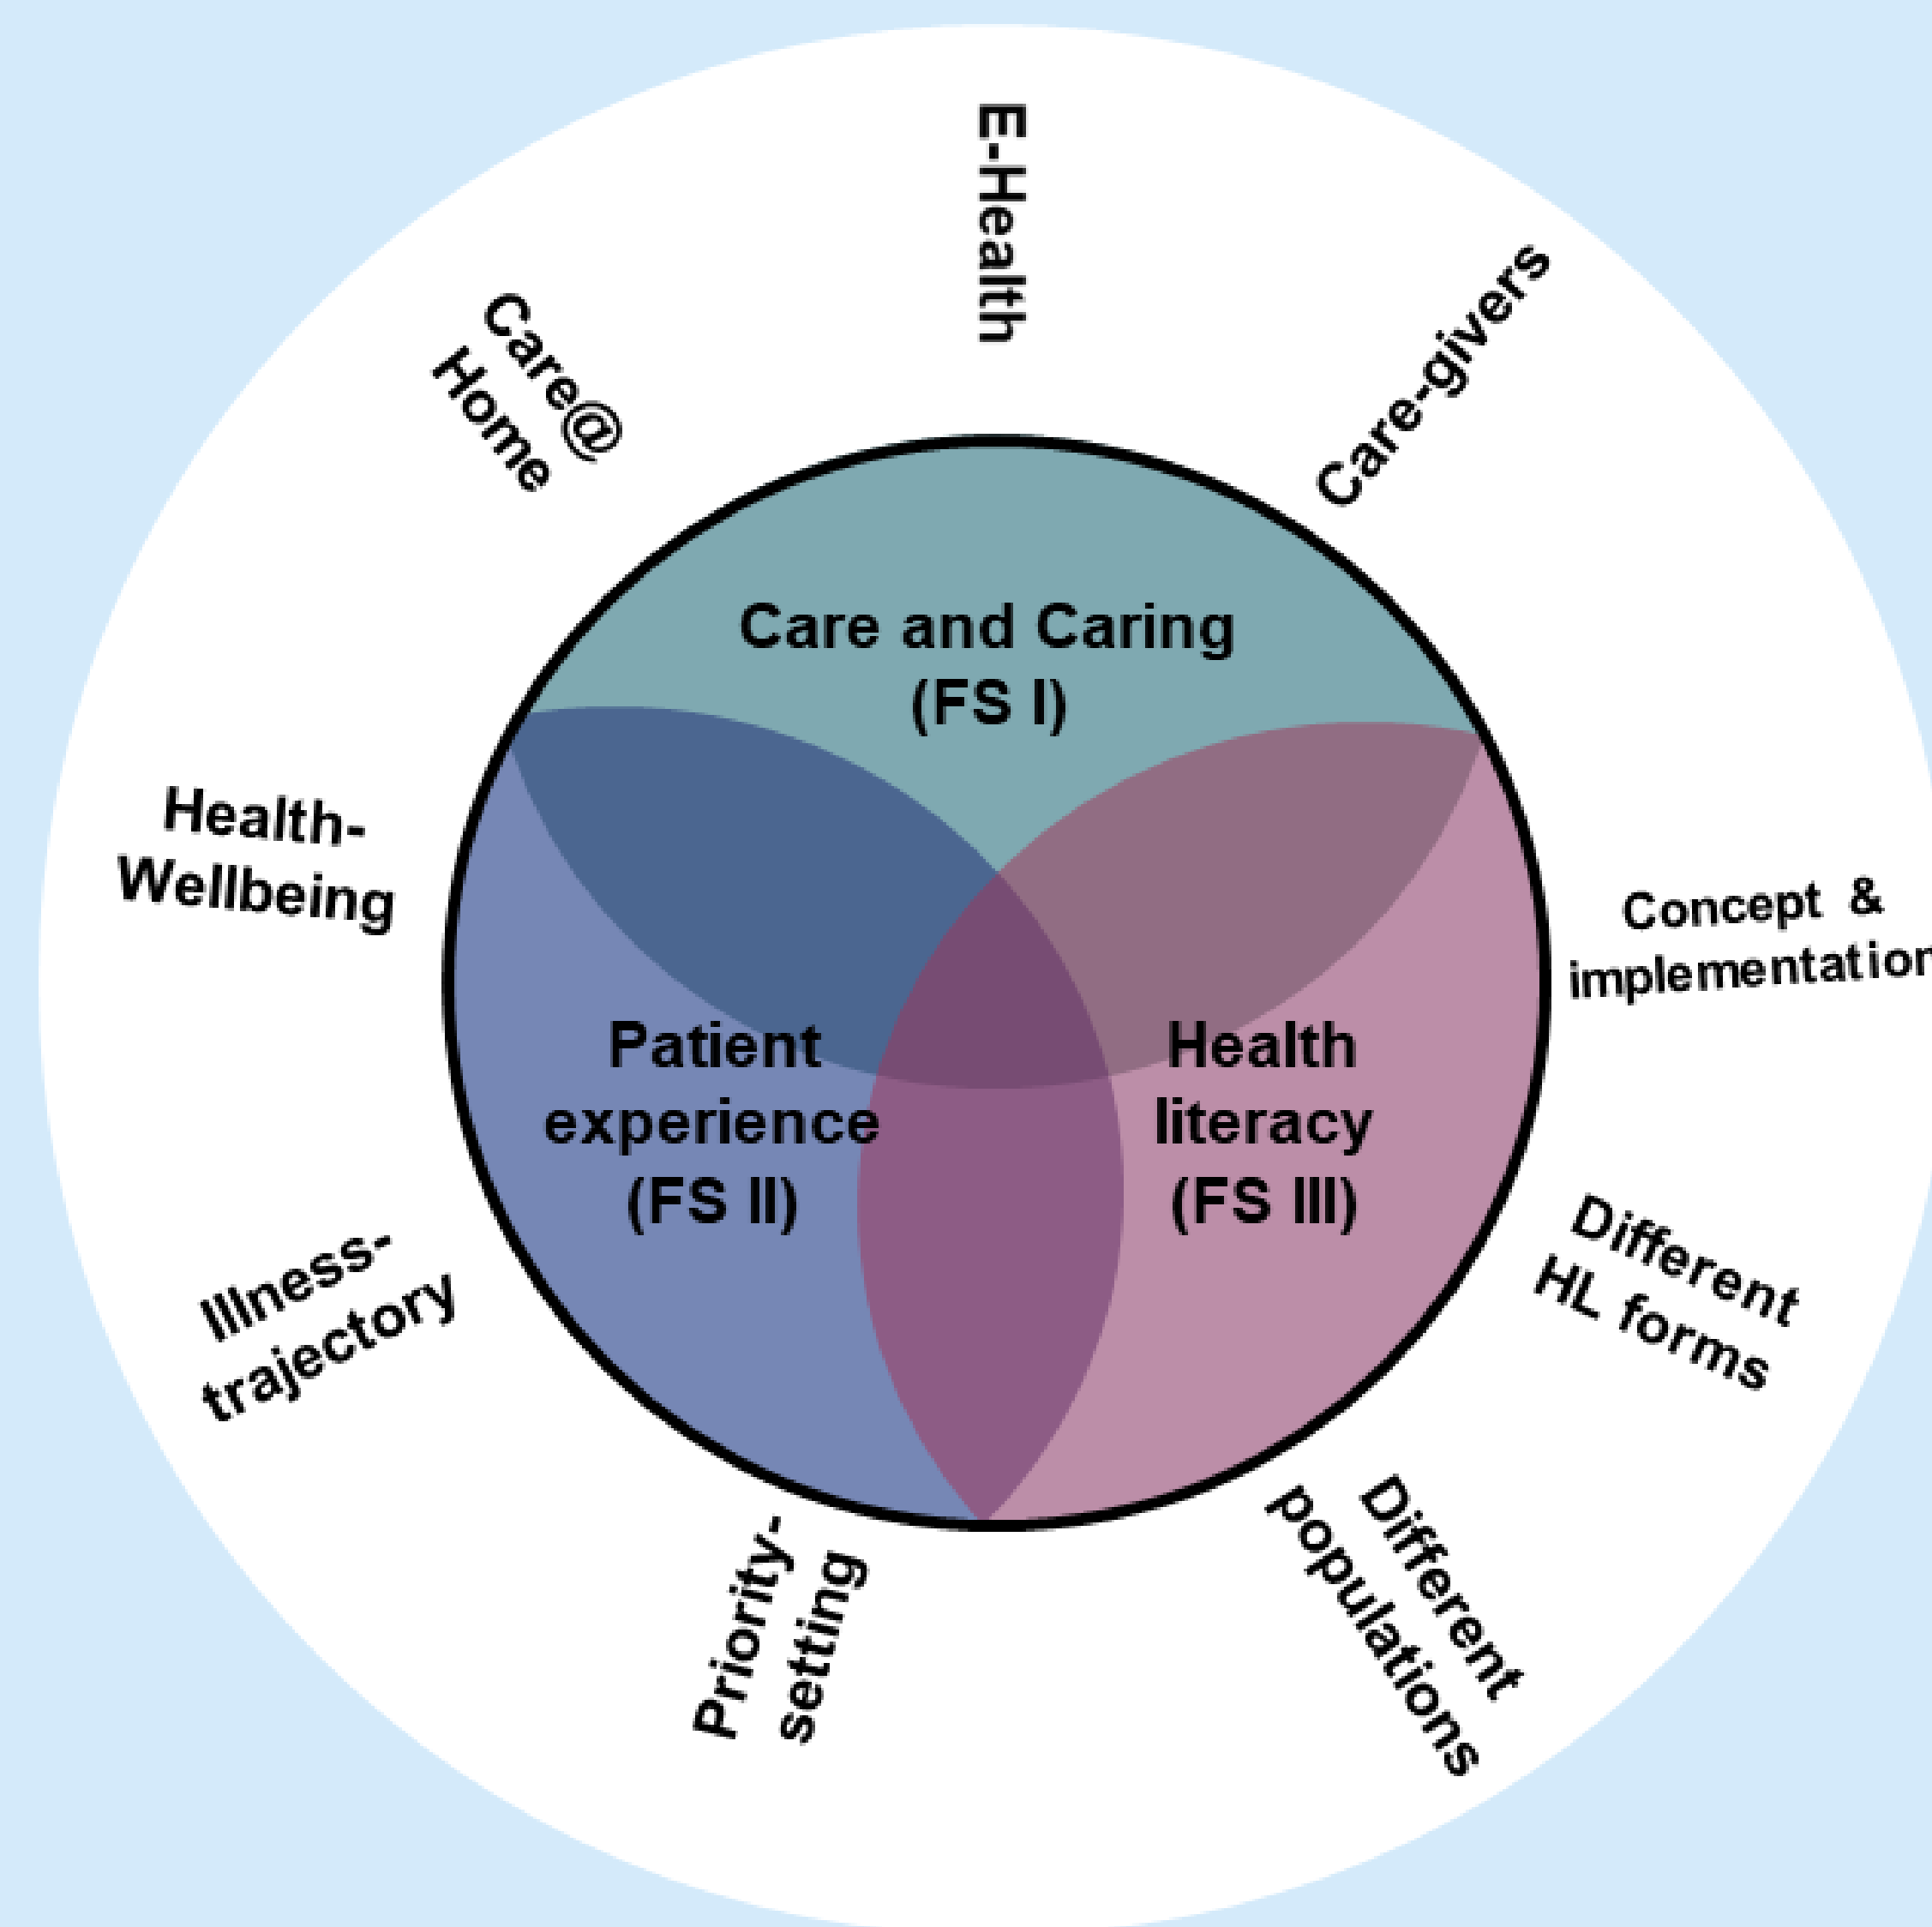 E-Health
Care-givers
Care@
Home
Care and Caring
(FS I)
Health-
Wellbeing
Concept &
implementation
Patient
experience
(FS II)
Health
literacy
(FS III)
Illness-
trajectory
Different
HL forms
Priority-
setting
Different
populations